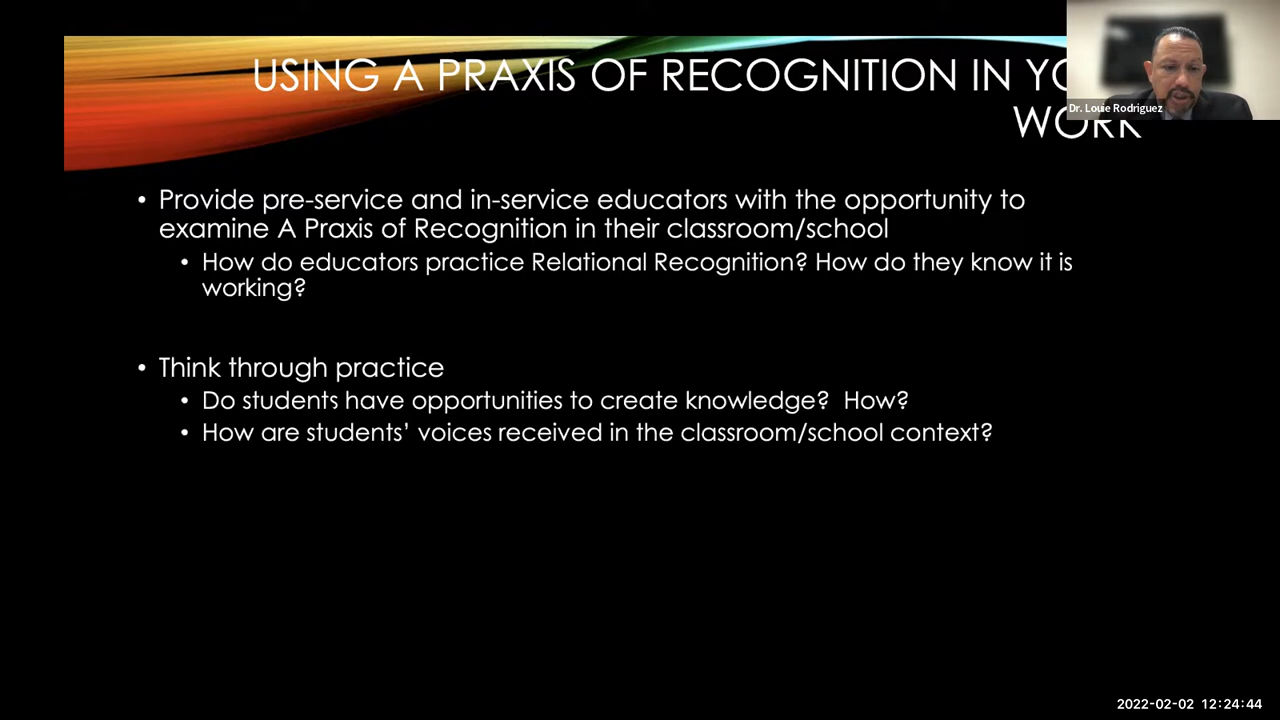 USING A PRAXIS OF RECOGNITION IN
WORK
Dr. Louie Rodriguez
• Provide pre-service and in-service educators with the opportunity to
examine A Praxis of Recognition in their classroom/school
• How do educators practice Relational Recognition? How do they know it is
working?
• Think through practice
• Do students have opportunities to create knowledge?  How?
• How are students’ voices received in the classroom/school context?
2022-02-02 12:24:44